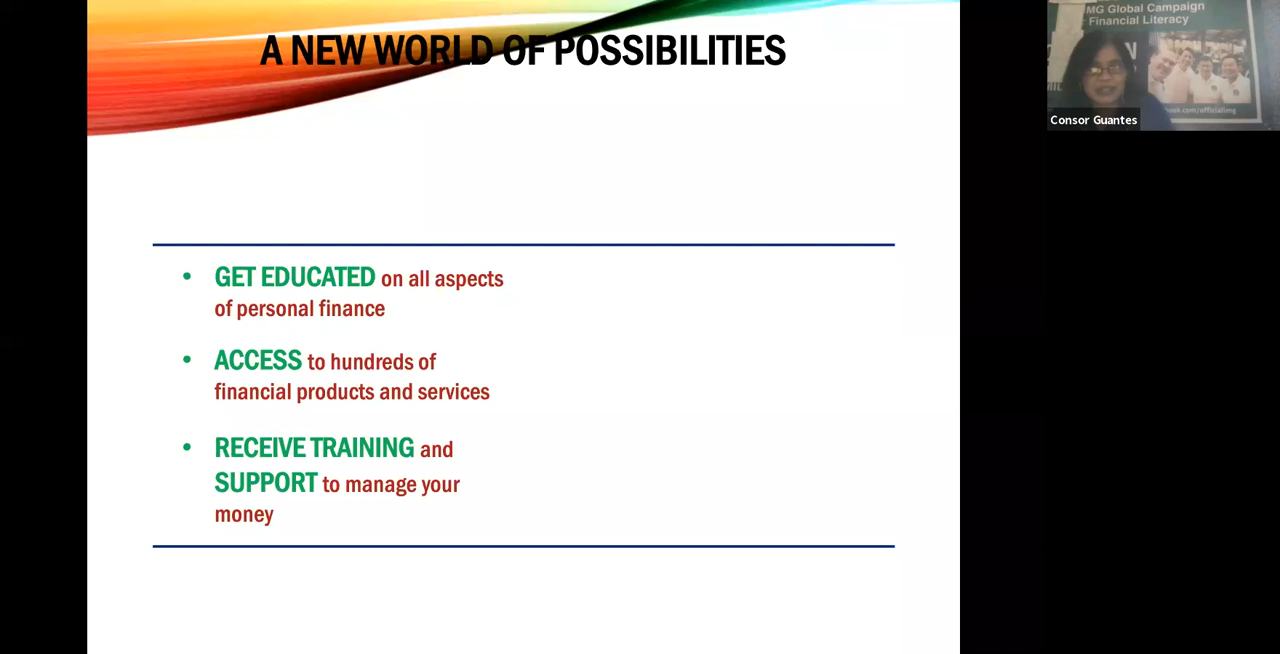 A NEW WORLD OF POSSIBILITIES
• GET EDUCATED on all aspects
of personal finance
• ACCESS to hundreds of
financial products and services
• RECEIVE TRAINING and
SUPPORT to manage your
money
MG Global Campaign
Financial Literacy
Consor Guantes